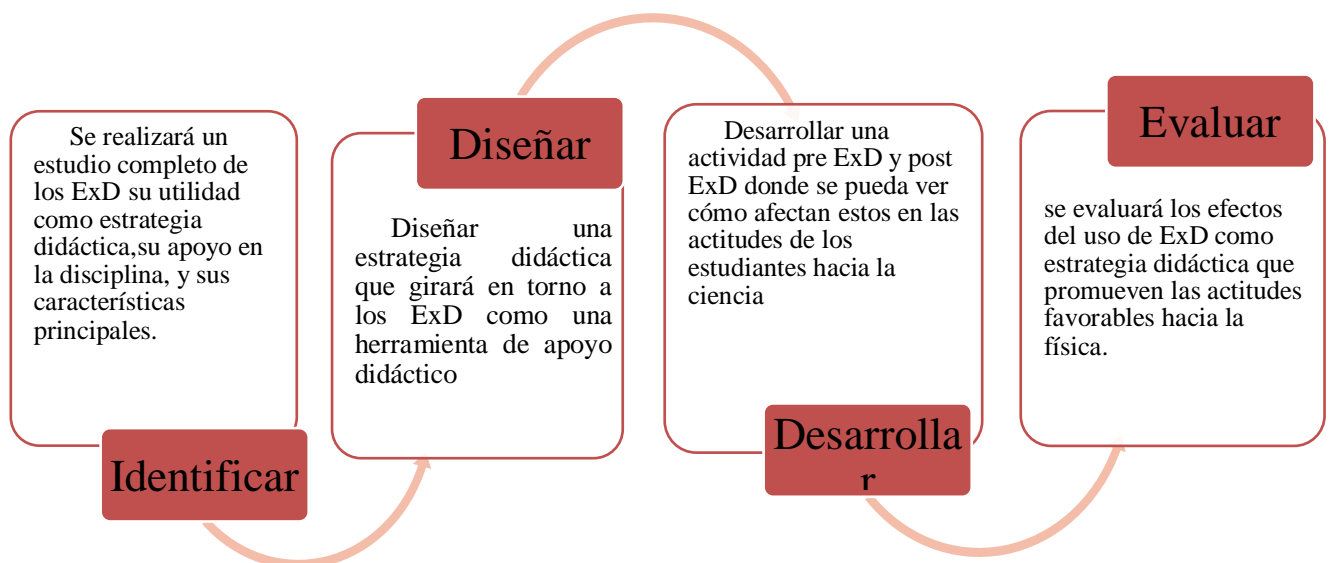 Se realizará un
estudio completo de
los ExD su utilidad
como estrategia
didáctica,su apoyo en
la disciplina, y sus
características
principales.
Identificar
Diseñar
Diseñar una
estrategia didáctica
que girará en torno a
los ExD como una
herramienta de apoyo
didáctico
Desarrollar una
actividad pre ExD y post
ExD donde se pueda ver
cómo afectan estos en las
actitudes de los
estudiantes hacia la
ciencia
Desarrolla
r
Evaluar
se evaluará los efectos
del uso de ExD como
estrategia didáctica que
promueven las actitudes
favorables hacia la
física.